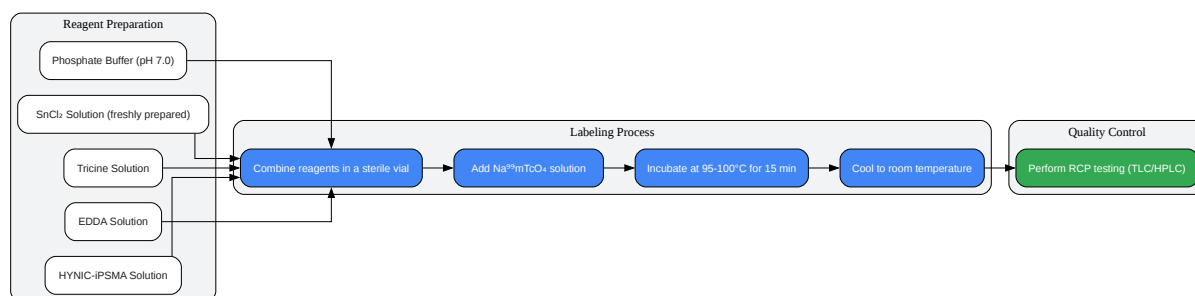 Reagent Preparation
Phosphate Buffer (pH 7.0)
SnCl₂ Solution (freshly prepared)
Tricine Solution
EDDA Solution
HYNIC-iPSMA Solution
Labeling Process
Combine reagents in a sterile vial
Add Na⁹⁹mTcO₄ solution
Incubate at 95-100°C for 15 min
Cool to room temperature
Quality Control
Perform RCP testing (TLC/HPLC)